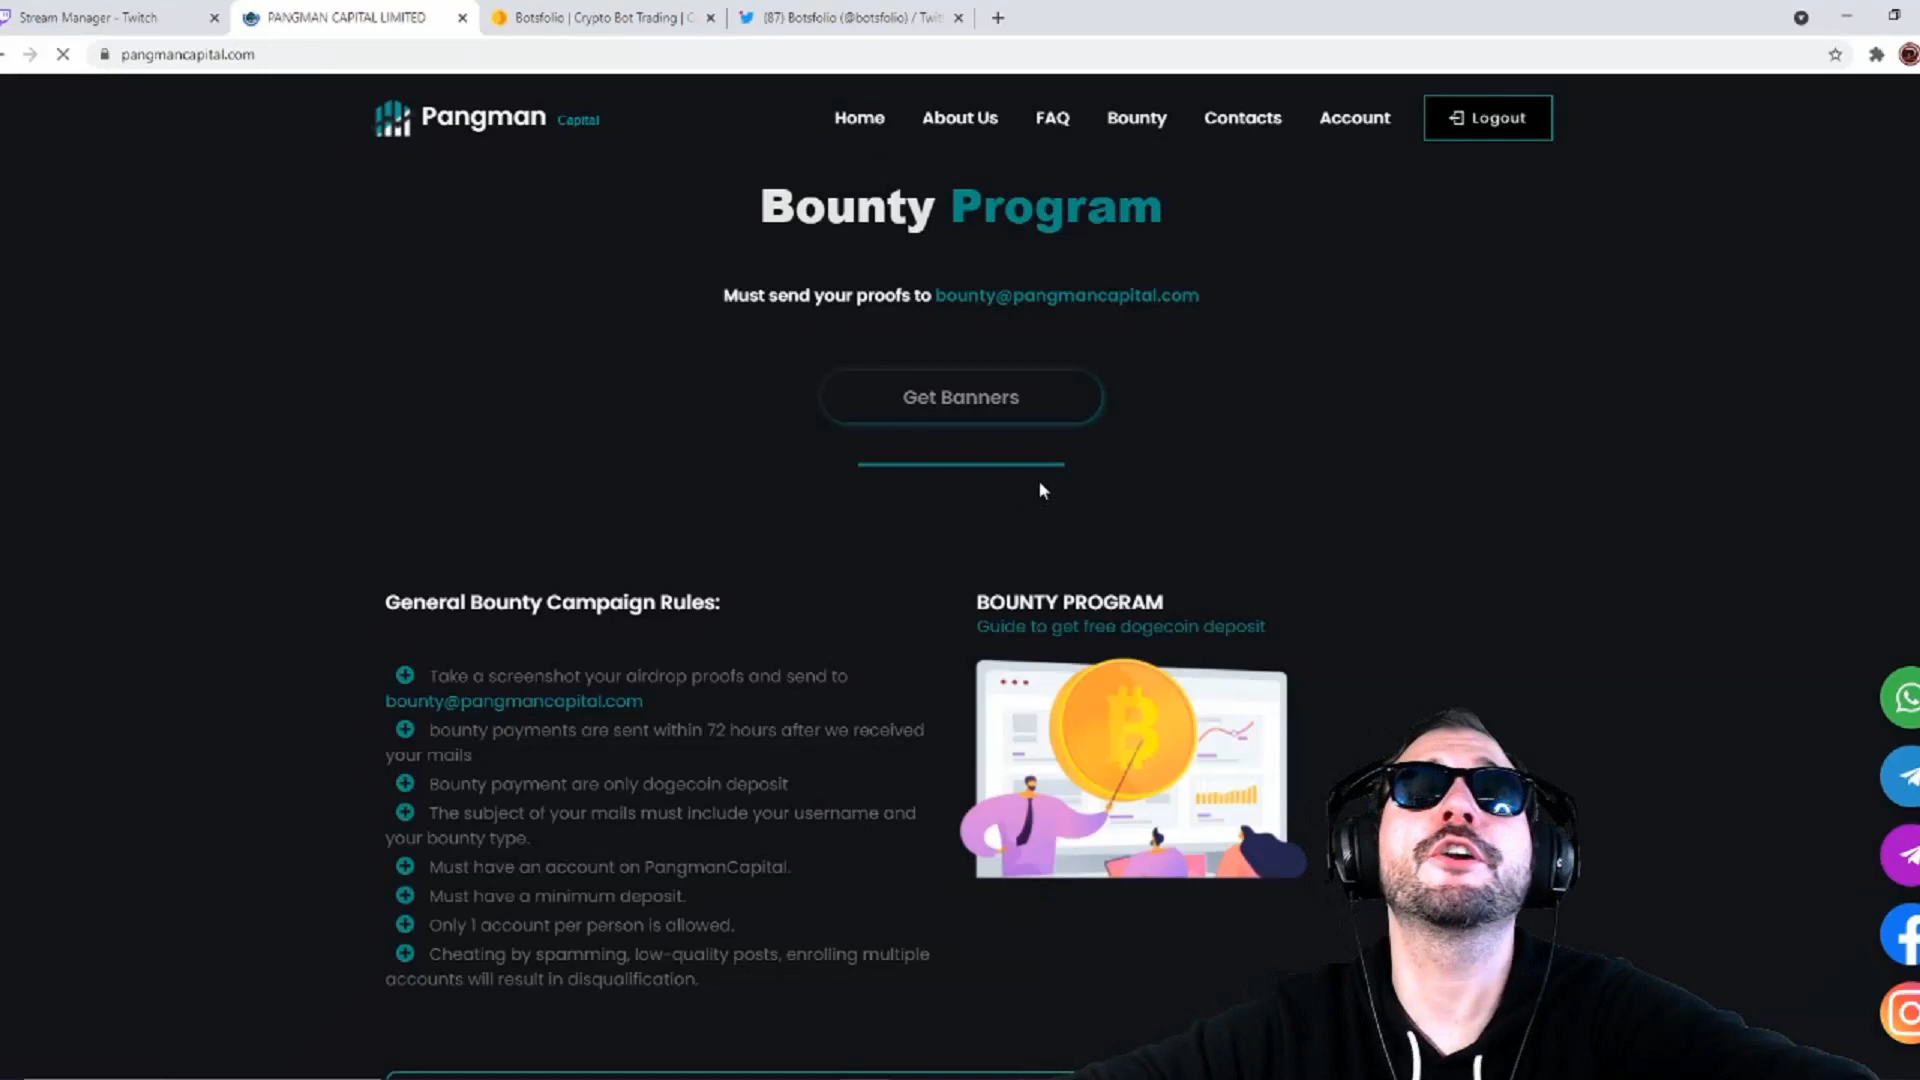 Stream Manager - Twitch
PANGMAN CAPITAL LIMITED
Botsfolio | Crypto Bot Trading |
(87) Botsfolio (@botsfolio) / Twit
pangmancapital.com
Pangman Capital
Home
About Us
FAQ
Bounty
Contacts
Account
Logout
Bounty Program
Must send your proofs to bounty@pangmancapital.com
Get Banners
General Bounty Campaign Rules:
Take a screenshot your airdrop proofs and send to
bounty@pangmancapital.com
bounty payments are sent within 72 hours after we received
your mails
Bounty payment are only dogecoin deposit
The subject of your mails must include your username and
your bounty type.
Must have an account on PangmanCapital.
Must have a minimum deposit.
Only 1 account per person is allowed.
Cheating by spamming, low-quality posts, enrolling multiple
accounts will result in disqualification.
BOUNTY PROGRAM
Guide to get free dogecoin deposit